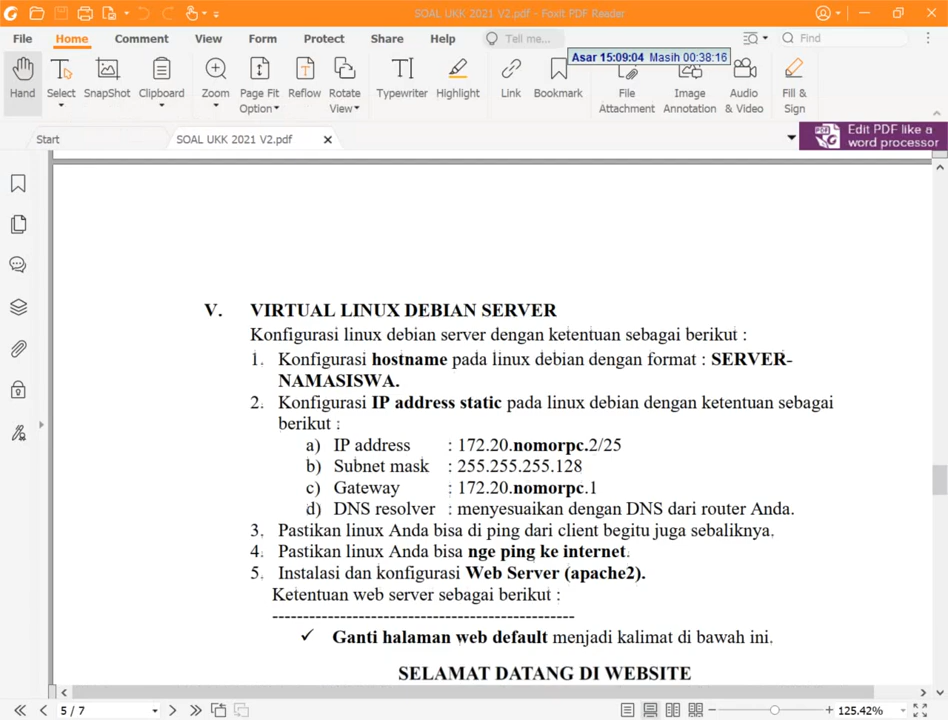 SOAL UKK 2021 V2.pdf - Foxit PDF Reader
File Home Comment View Form Protect Share Help Tell me... Find
Asar 15:09:04 Masih 00:38:16
Hand Select SnapShot Clipboard Zoom Page Fit Option Reflow Rotate View Typewriter Highlight Link Bookmark File Attachment Image Annotation Audio & Video Fill & Sign
Start SOAL UKK 2021 V2.pdf
Edit PDF like a
word processor
V. VIRTUAL LINUX DEBIAN SERVER
Konfigurasi linux debian server dengan ketentuan sebagai berikut :
1. Konfigurasi hostname pada linux debian dengan format : SERVER-
NAMASISWA.
2. Konfigurasi IP address static pada linux debian dengan ketentuan sebagai
berikut :
a) IP address : 172.20.nomorpc.2/25
b) Subnet mask : 255.255.255.128
c) Gateway : 172.20.nomorpc.1
d) DNS resolver : menyesuaikan dengan DNS dari router Anda.
3. Pastikan linux Anda bisa di ping dari client begitu juga sebaliknya.
4. Pastikan linux Anda bisa nge ping ke internet.
5. Instalasi dan konfigurasi Web Server (apache2).
Ketentuan web server sebagai berikut :
-------------------------------------------------
✓ Ganti halaman web default menjadi kalimat di bawah ini.
SELAMAT DATANG DI WEBSITE
5 / 7 125.42%